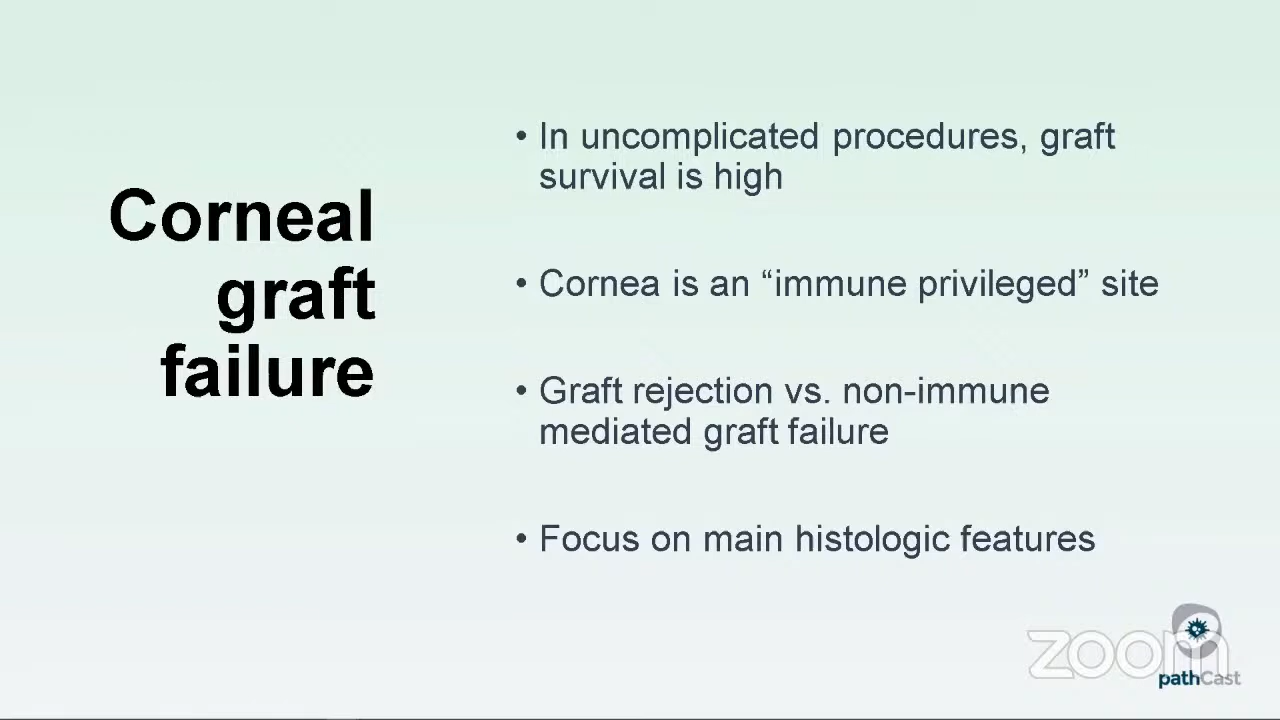 Corneal
graft
failure
• In uncomplicated procedures, graft
survival is high
• Cornea is an “immune privileged” site
• Graft rejection vs. non-immune
mediated graft failure
• Focus on main histologic features
zoom
pathCast